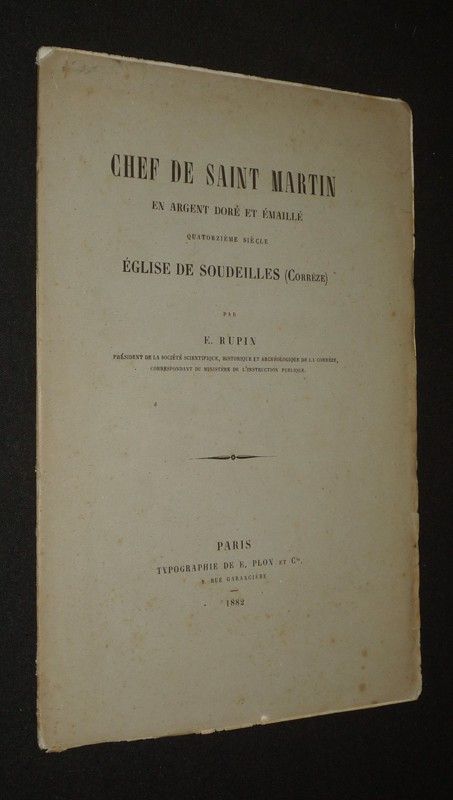 CHEF DE SAINT MARTIN
EN ARGENT DORÉ ET ÉMAILLÉ
QUATORZIÈME SIÈCLE
ÉGLISE DE SOUDEILLES (CORRÈZE)
PAR
E. RUPIN
PRÉSIDENT DE LA SOCIÉTÉ SCIENTIFIQUE, HISTORIQUE ET ARCHÉOLOGIQUE DE LA CORRÈZE,
CORRESPONDANT DU MINISTÈRE DE L'INSTRUCTION PUBLIQUE.
PARIS
TYPOGRAPHIE DE E. PLON ET Cie,
RUE GARANCIÈRE
1882